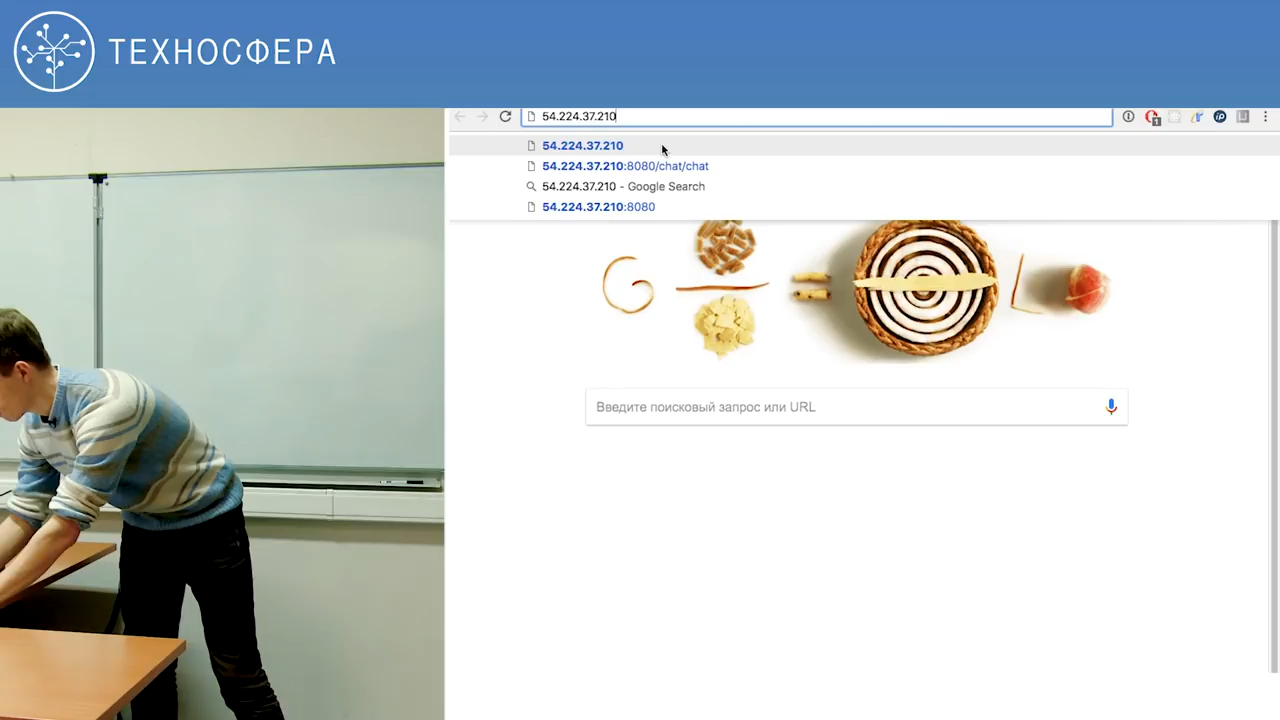 ТЕХНОСФЕРА
54.224.37.210
1
54.224.37.210
54.224.37.210:8080/chat/chat
54.224.37.210 - Google Search
54.224.37.210:8080
Введите поисковый запрос или URL